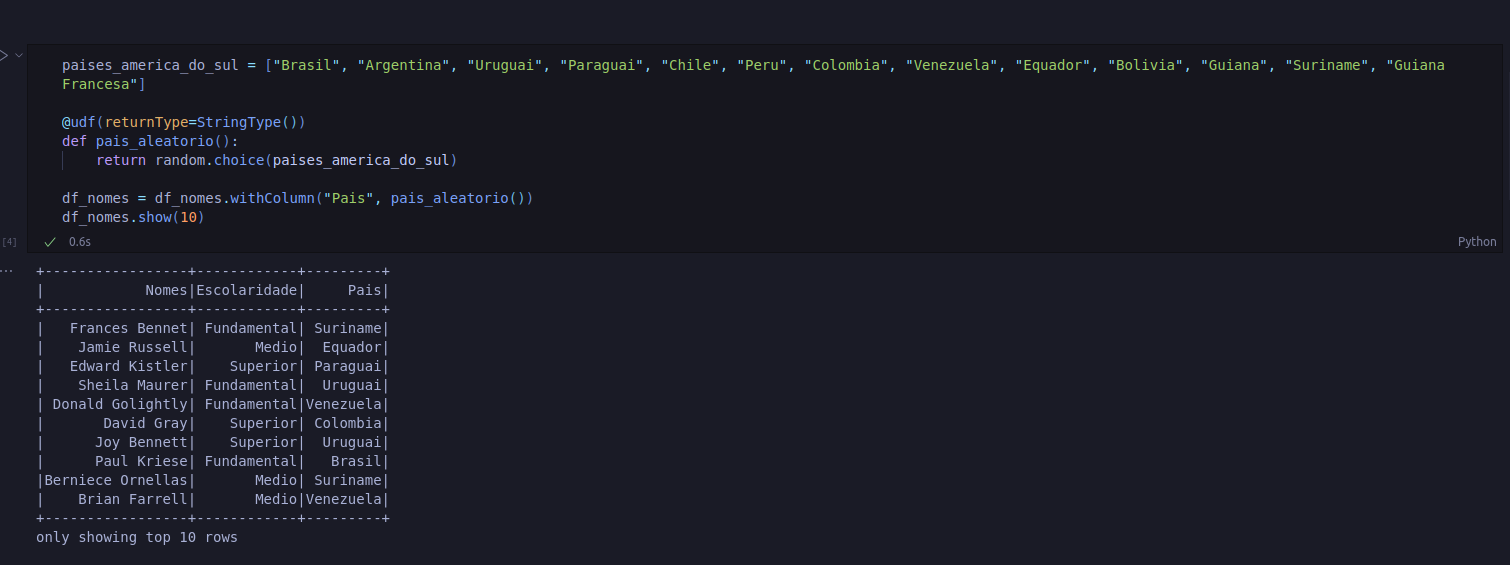 paises_america_do_sul = ["Brasil", "Argentina", "Uruguai", "Paraguai", "Chile", "Peru", "Colombia", "Venezuela", "Equador", "Bolivia", "Guiana", "Suriname", "Guiana
Francesa"]
@udf(returnType=StringType())
def pais_aleatorio():
    return random.choice(paises_america_do_sul)
df_nomes = df_nomes.withColumn("Pais", pais_aleatorio())
df_nomes.show(10)
[4] 0.6s Python
+-----------------+------------+---------+
|            Nomes|Escolaridade|     Pais|
+-----------------+------------+---------+
|   Frances Bennet| Fundamental| Suriname|
|    Jamie Russell|       Medio|  Equador|
|   Edward Kistler|    Superior| Paraguai|
|    Sheila Maurer| Fundamental|  Uruguai|
| Donald Golightly| Fundamental|Venezuela|
|       David Gray|    Superior| Colombia|
|      Joy Bennett|    Superior|  Uruguai|
|      Paul Kriese| Fundamental|   Brasil|
|Berniece Ornellas|       Medio| Suriname|
|    Brian Farrell|       Medio|Venezuela|
+-----------------+------------+---------+
only showing top 10 rows